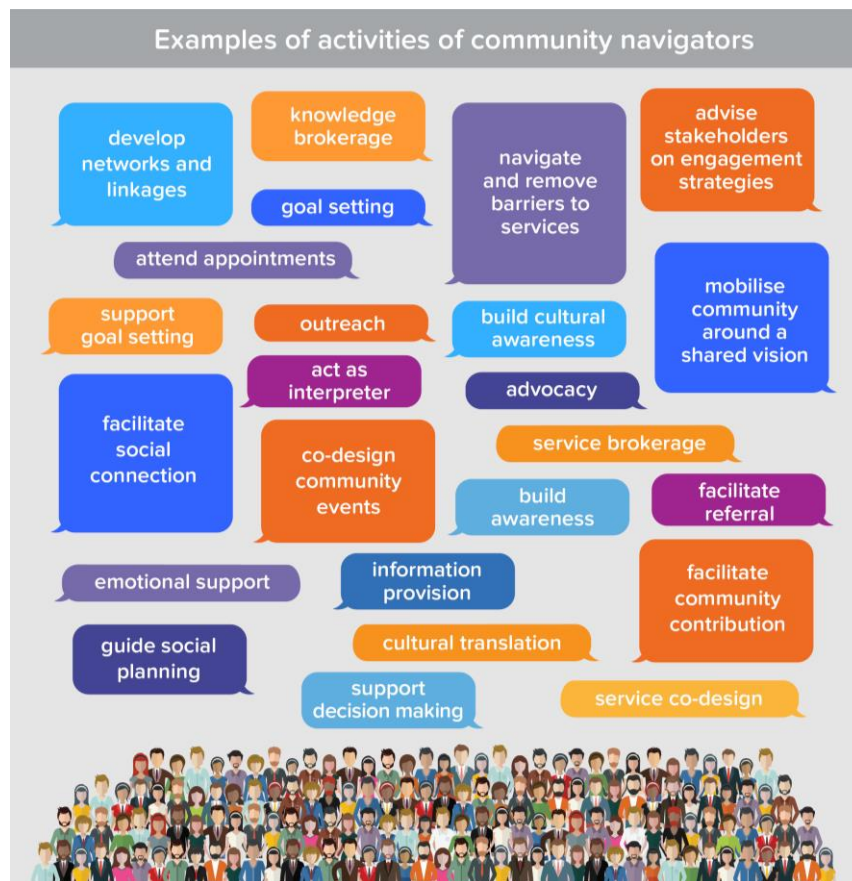 Examples of activities of community navigators
develop
networks and
linkages
knowledge
brokerage
goal setting
navigate
and remove
barriers to
services
advise
stakeholders
on engagement
strategies
attend appointments
support
goal setting
outreach
build cultural
awareness
mobilise
community
around a
shared vision
act as
interpreter
advocacy
facilitate
social
connection
co-design
community
events
service brokerage
build
awareness
facilitate
referral
emotional support
information
provision
facilitate
community
contribution
guide social
planning
cultural translation
support
decision making
service co-design